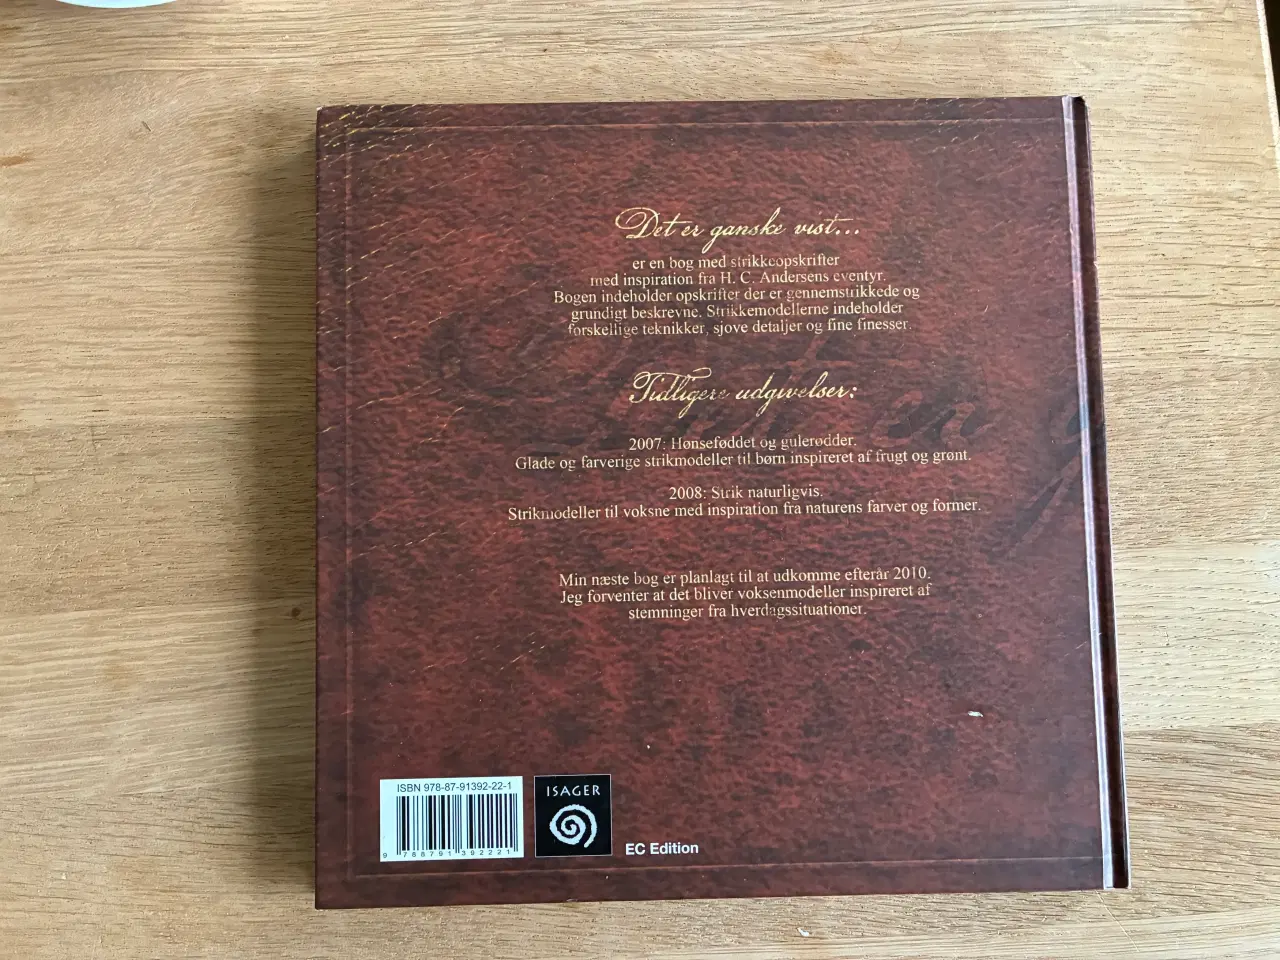 Det er ganske vist...
er en bog med strikkeopskrifter
med inspiration fra H. C. Andersens eventyr.
Bogen indeholder opskrifter der er gennemstrikkede og
grundigt beskrevne. Strikkemodellerne indeholder
forskellige teknikker, sjove detaljer og fine finesser.
Tidligere udgivelser:
2007: Hønseføddet og gulerødder.
Glade og farverige strikmodeller til børn inspireret af frugt og grønt.
2008: Strik naturligvis.
Strikmodeller til voksne med inspiration fra naturens farver og former.
Min næste bog er planlagt til at udkomme efterår 2010.
Jeg forventer at det bliver voksenmodeller inspireret af
stemninger fra hverdagssituationer.
ISBN 978-87-91392-22-1
9 788791 392221
ISAGER
EC Edition